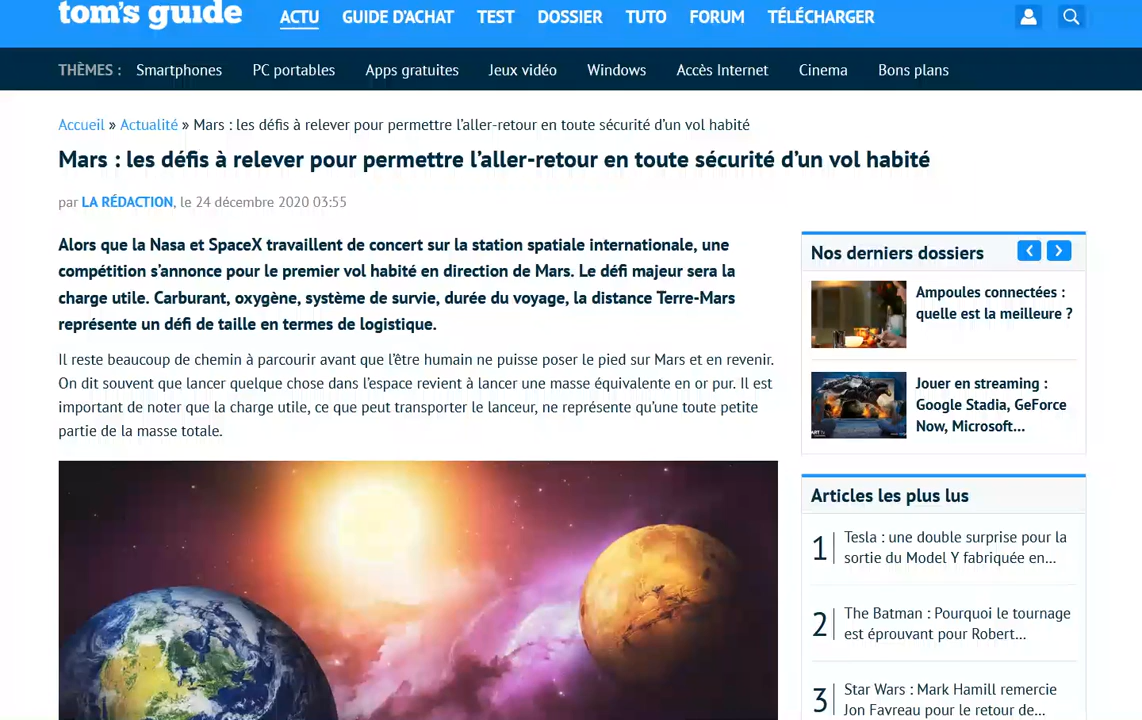 tom's guide
ACTU GUIDE D'ACHAT TEST DOSSIER TUTO FORUM TÉLÉCHARGER
THÈMES : Smartphones PC portables Apps gratuites Jeux vidéo Windows Accès Internet Cinema Bons plans
Accueil » Actualité » Mars : les défis à relever pour permettre l'aller-retour en toute sécurité d'un vol habité
Mars : les défis à relever pour permettre l'aller-retour en toute sécurité d'un vol habité
par LA RÉDACTION, le 24 décembre 2020 03:55
Alors que la Nasa et SpaceX travaillent de concert sur la station spatiale internationale, une
compétition s'annonce pour le premier vol habité en direction de Mars. Le défi majeur sera la
charge utile. Carburant, oxygène, système de survie, durée du voyage, la distance Terre-Mars
représente un défi de taille en termes de logistique.
Il reste beaucoup de chemin à parcourir avant que l'être humain ne puisse poser le pied sur Mars et en revenir.
On dit souvent que lancer quelque chose dans l'espace revient à lancer une masse équivalente en or pur. Il est
important de noter que la charge utile, ce que peut transporter le lanceur, ne représente qu'une toute petite
partie de la masse totale.
Nos derniers dossiers
Ampoules connectées :
quelle est la meilleure ?
Jouer en streaming :
Google Stadia, GeForce
Now, Microsoft...
Articles les plus lus
1 Tesla : une double surprise pour la
sortie du Model Y fabriquée en...
2 The Batman : Pourquoi le tournage
est éprouvant pour Robert...
3 Star Wars : Mark Hamill remercie
Jon Favreau pour le retour de...